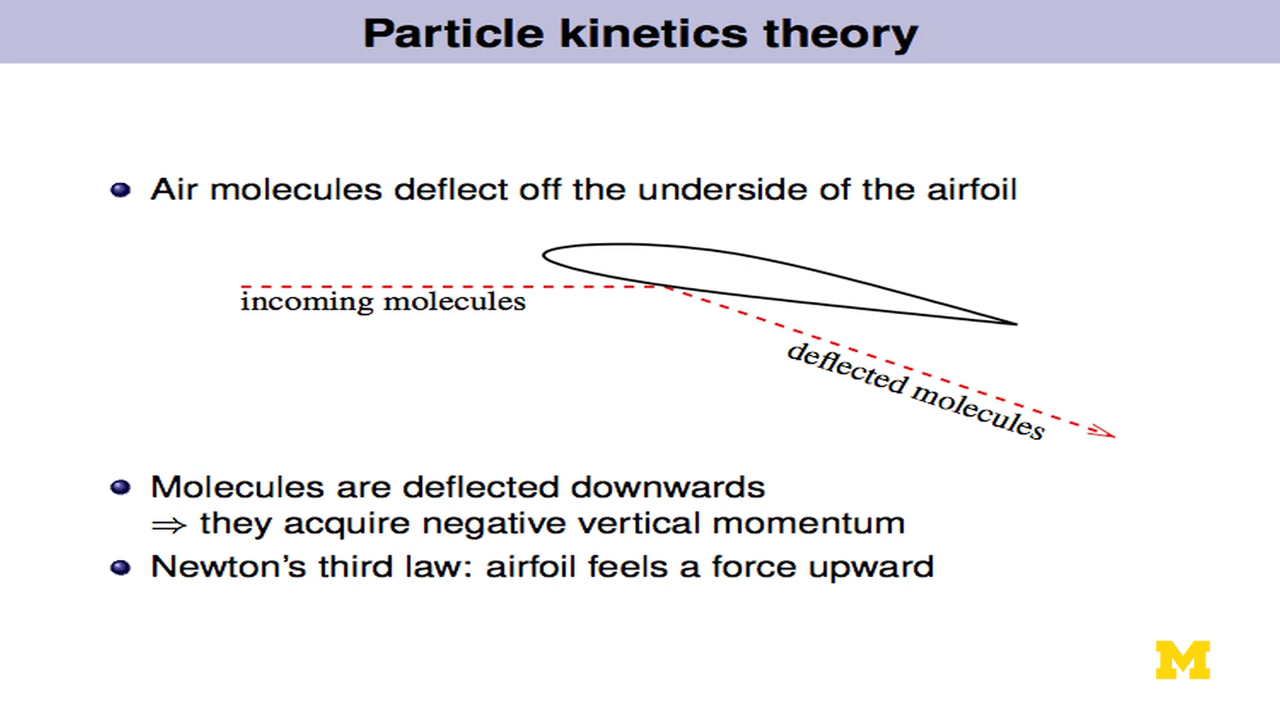 Particle kinetics theory
Air molecules deflect off the underside of the airfoil
incoming molecules
deflected molecules
Molecules are deflected downwards
⇒ they acquire negative vertical momentum
Newton's third law: airfoil feels a force upward
M